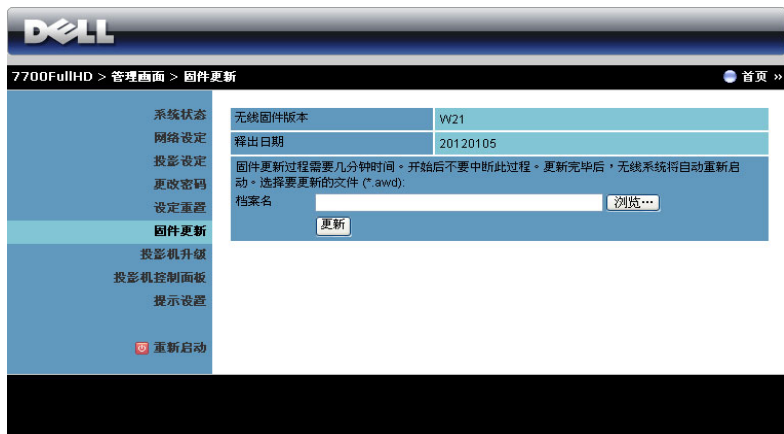 DELL
7700FullHD > 管理画面 > 固件更新
首页 »
系统状态
网络设定
投影设定
更改密码
设定重置
固件更新
投影机升级
投影机控制面板
提示设置
重新启动
无线固件版本 W21
释出日期 20120105
固件更新过程需要几分钟时间。开始后不要中断此过程。更新完毕后，无线系统将自动重新启
动。选择要更新的文件 (*.awd):
档案名 浏览…
更新